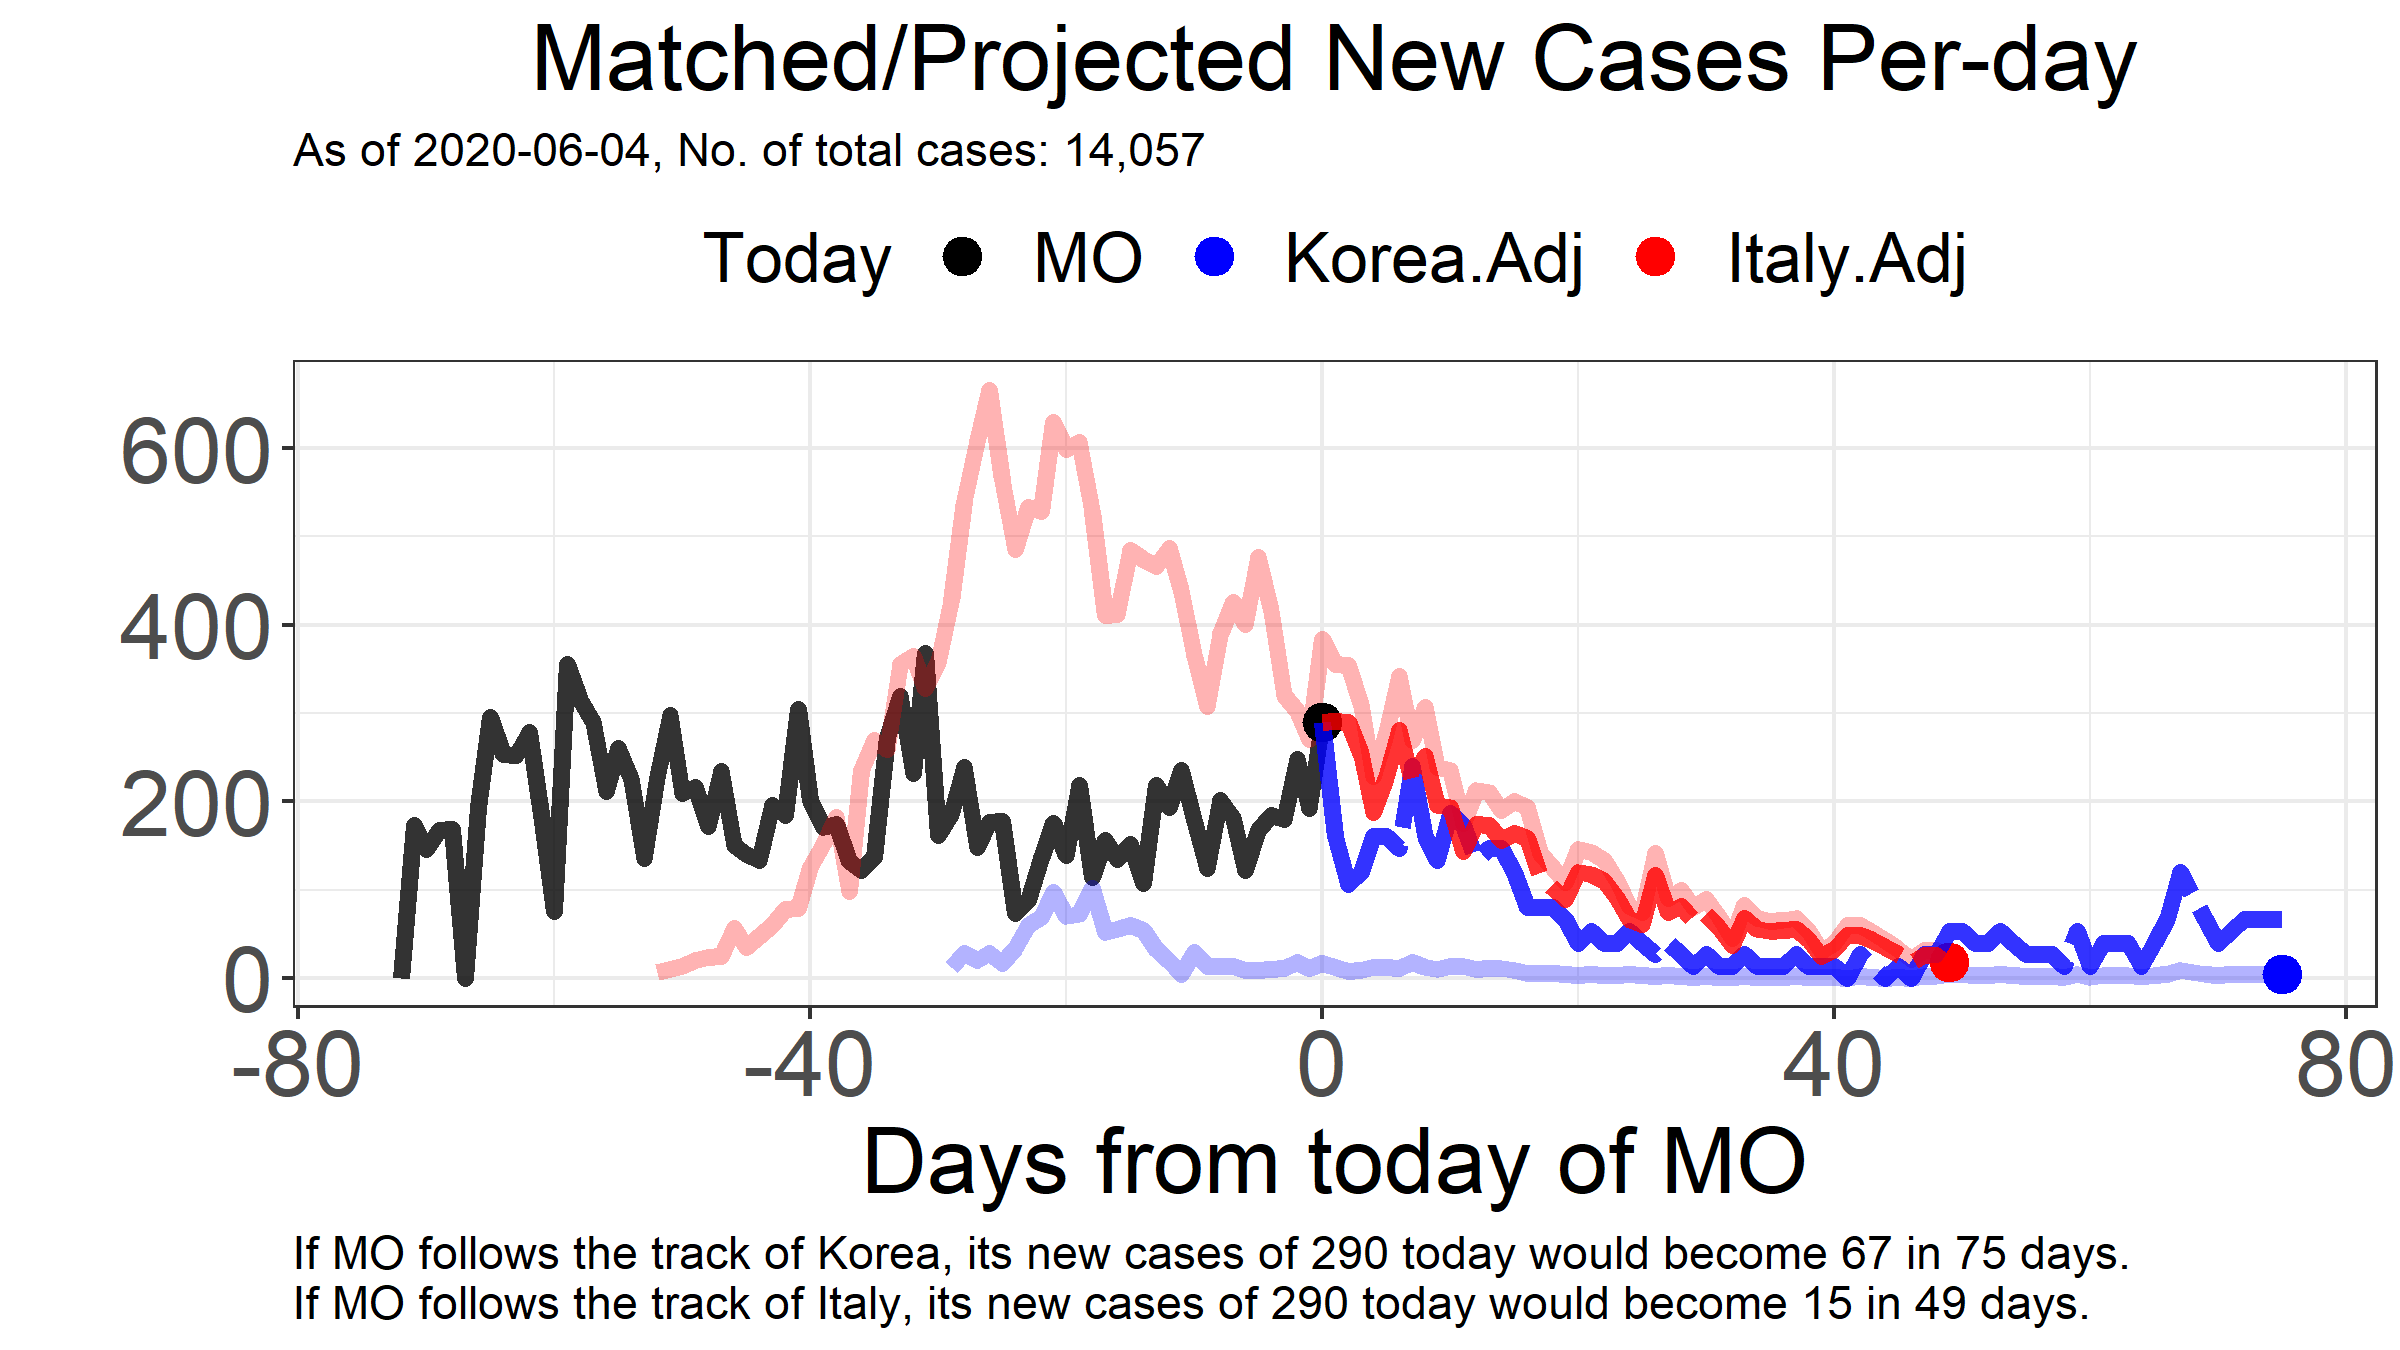 Matched/Projected New Cases Per-day
As of 2020-06-04, No. of total cases: 14,057
Today MO Korea.Adj Italy.Adj
600
400
200
0
-80 -40 0 40 80
Days from today of MO
If MO follows the track of Korea, its new cases of 290 today would become 67 in 75 days.
If MO follows the track of Italy, its new cases of 290 today would become 15 in 49 days.